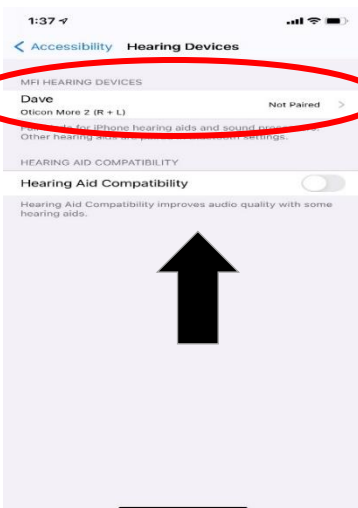 1:37
Accessibility Hearing Devices
MFI HEARING DEVICES
Dave
Not Paired
Oticon More 2 (R + L)
for iPhone hearing aids and sound
Other hearing aids settings.
HEARING AID COMPATIBILITY
Hearing Aid Compatibility
Hearing Aid Compatibility improves audio quality with some
hearing aids.